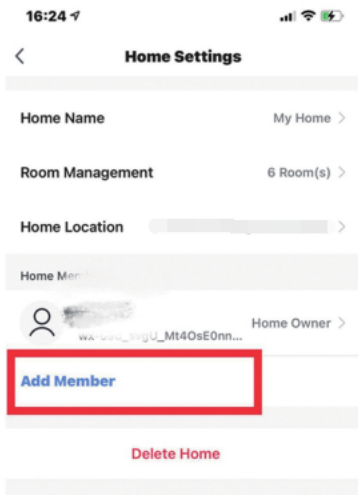 16:24
Home Settings
Home Name My Home >
Room Management 6 Room(s) >
Home Location >
Home
Home Owner >
Add Member
Delete Home